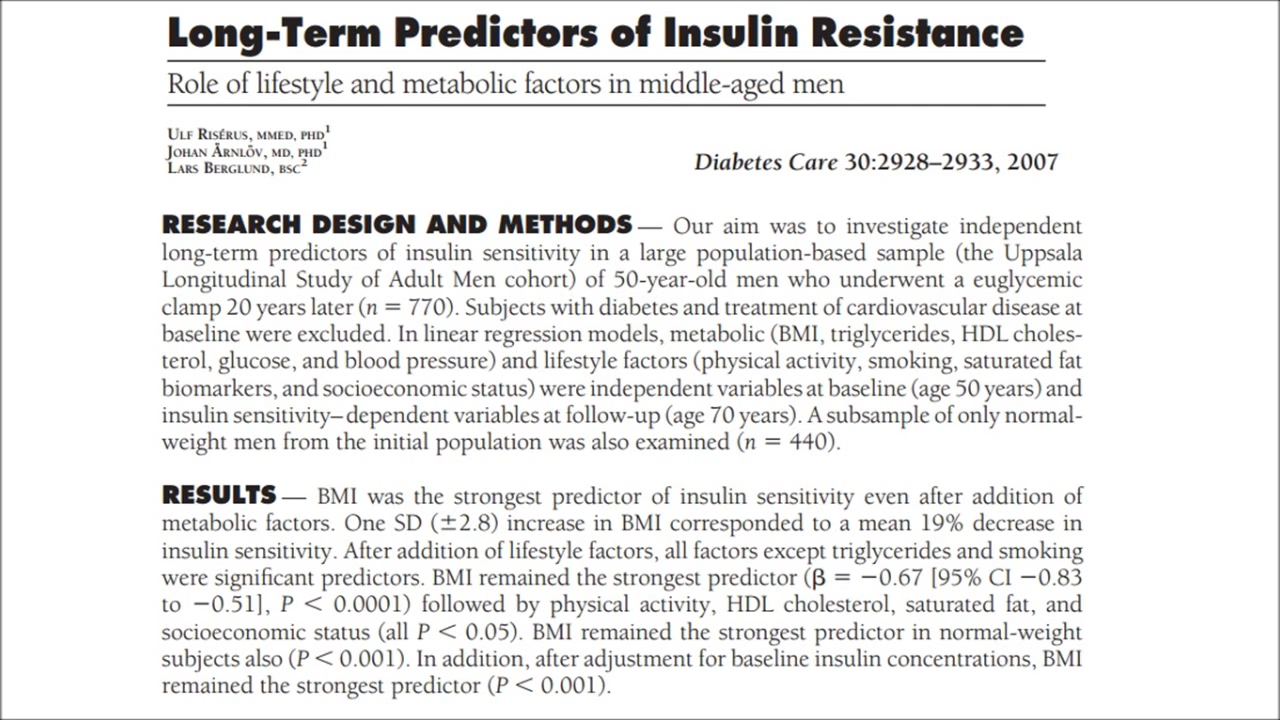 Long-Term Predictors of Insulin Resistance
Role of lifestyle and metabolic factors in middle-aged men
ULF RISÉRUS, MMED, PHD1
JOHAN ÄRNLÖV, MD, PHD1
LARS BERGLUND, BSC2
Diabetes Care 30:2928–2933, 2007
RESEARCH DESIGN AND METHODS — Our aim was to investigate independent
long-term predictors of insulin sensitivity in a large population-based sample (the Uppsala
Longitudinal Study of Adult Men cohort) of 50-year-old men who underwent a euglycemic
clamp 20 years later (n = 770). Subjects with diabetes and treatment of cardiovascular disease at
baseline were excluded. In linear regression models, metabolic (BMI, triglycerides, HDL choles-
terol, glucose, and blood pressure) and lifestyle factors (physical activity, smoking, saturated fat
biomarkers, and socioeconomic status) were independent variables at baseline (age 50 years) and
insulin sensitivity–dependent variables at follow-up (age 70 years). A subsample of only normal-
weight men from the initial population was also examined (n = 440).
RESULTS — BMI was the strongest predictor of insulin sensitivity even after addition of
metabolic factors. One SD (±2.8) increase in BMI corresponded to a mean 19% decrease in
insulin sensitivity. After addition of lifestyle factors, all factors except triglycerides and smoking
were significant predictors. BMI remained the strongest predictor (β = −0.67 [95% CI −0.83
to −0.51], P < 0.0001) followed by physical activity, HDL cholesterol, saturated fat, and
socioeconomic status (all P < 0.05). BMI remained the strongest predictor in normal-weight
subjects also (P < 0.001). In addition, after adjustment for baseline insulin concentrations, BMI
remained the strongest predictor (P < 0.001).